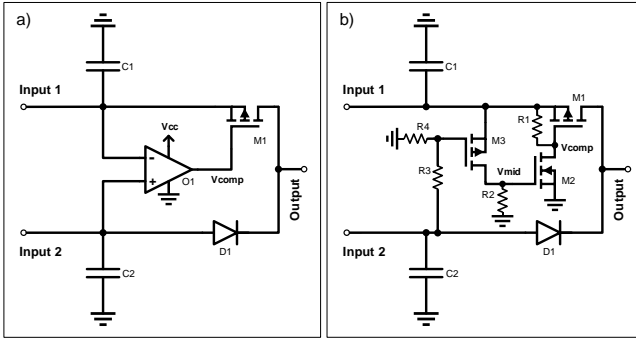 a)
C1
Input 1
Vcc
M1
-
+
O1
Vcomp
Output
Input 2
D1
C2
b)
C1
Input 1
M1
R1
R4
M3
Vcomp
R3
Vmid
M2
R2
Output
Input 2
D1
C2